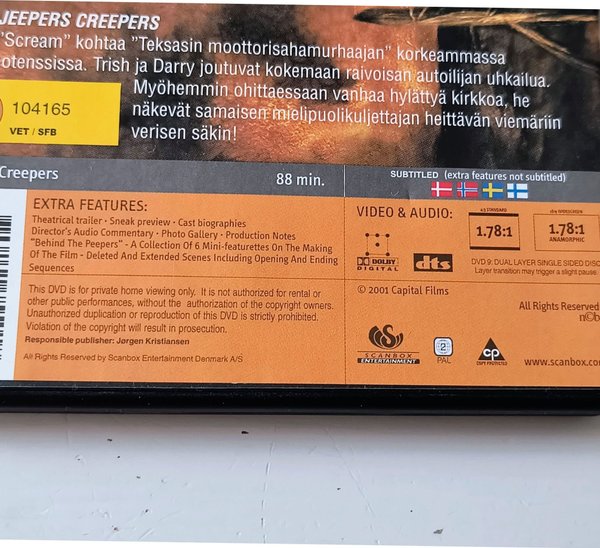 JEEPERS CREEPERS
"Scream" kohtaa "Teksasin moottorisahamurhaajan" korkeammassa
otenssissa. Trish ja Darry joutuvat kokemaan raivoisan autoilijan uhkailua.
Myöhemmin ohittaessaan vanhaa hylättyä kirkkoa, he
näkevät samaisen mielipuolikuljettajan heittävän viemäriin
verisen säkin!
104165
VET / SFB
Creepers 88 min.
SUBTITLED (extra features not subtitled)
EXTRA FEATURES:
Theatrical trailer · Sneak preview · Cast biographies
Director's Audio Commentary · Photo Gallery · Production Notes
"Behind The Peepers" - A Collection Of 6 Mini-featurettes On The Making
Of The Film - Deleted And Extended Scenes Including Opening And Ending
Sequences
This DVD is for private home viewing only. It is not authorized for rental or
other public performances, without the authorization of the copyright owners.
Unauthorized duplication or reproduction of this DVD is strictly prohibited.
Violation of the copyright will result in prosecution.
Responsible publisher: Jørgen Kristiansen
All Rights Reserved by Scanbox Entertainment Denmark A/S
VIDEO & AUDIO:
DOLBY
DIGITAL
dts
1.78:1
1.78:1
ANAMORPHIC
DVD 9: DUAL LAYER SINGLE SIDED DISC
Layer transition may trigger a slight pause.
© 2001 Capital Films
All Rights Reserved
SCANBOX
ENTERTAINMENT
2
PAL
cp
COPY PROTECTED
www.scanbox.co